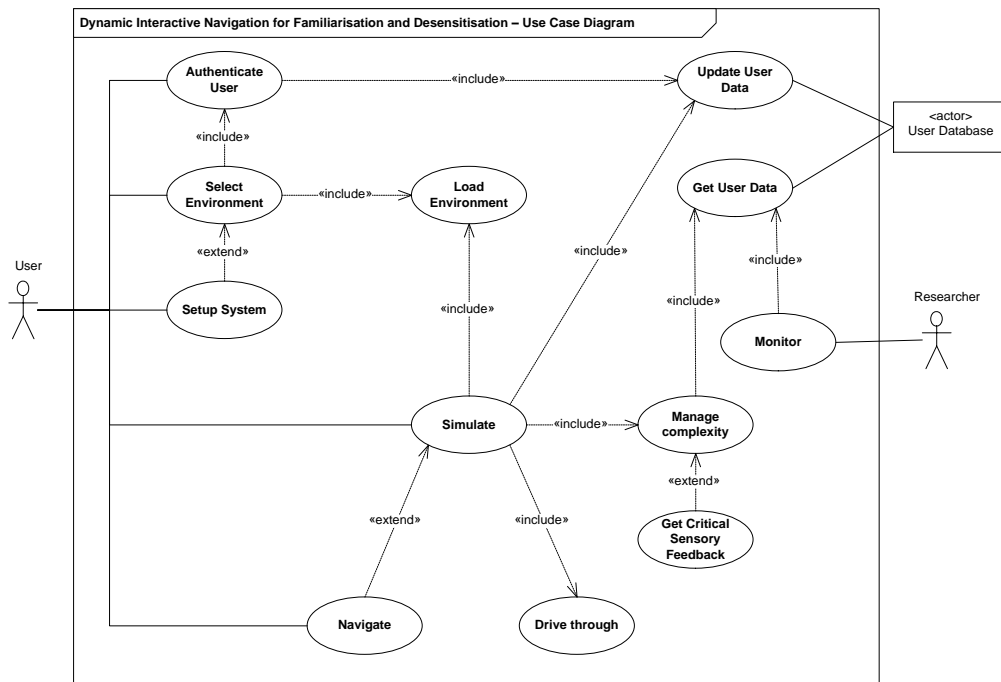 Dynamic Interactive Navigation for Familiarisation and Desensitisation – Use Case Diagram
Authenticate
User
«include»
Update User
Data
<actor>
User Database
«include»
Select
Environment
«include»
Load
Environment
Get User Data
«extend»
«include»
«include»
User
Setup System
«include»
«include»
Researcher
Monitor
Simulate
«include»
Manage
complexity
«extend»
«extend»
«include»
Get Critical
Sensory
Feedback
Navigate
Drive through